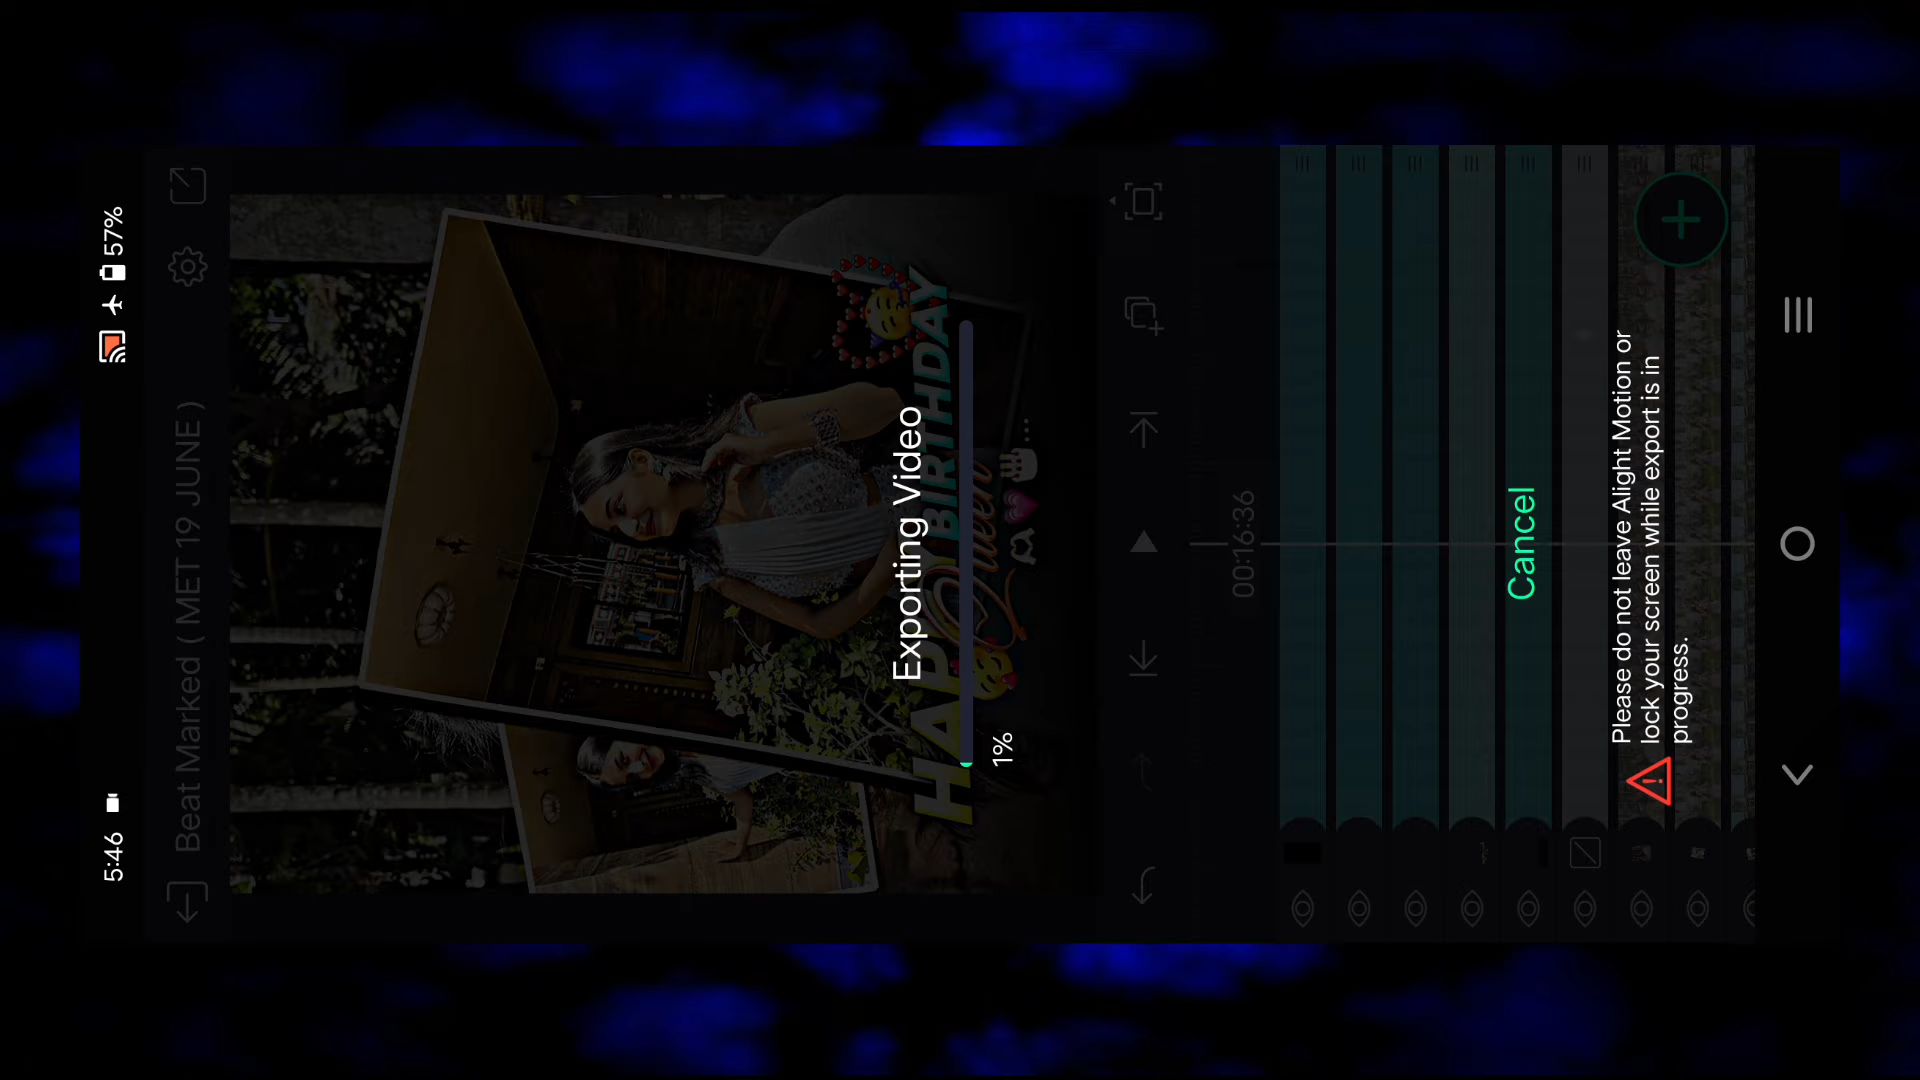 5:46
57%
Beat Marked ( MET 19 JUNE )
HAPPY BIRTHDAY
Queen
Exporting Video
1%
00:16:36
Cancel
Please do not leave Alight Motion or
lock your screen while export is in
progress.